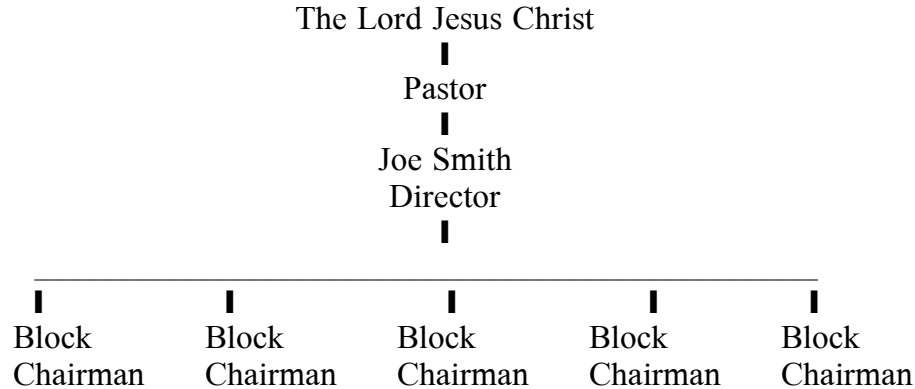 The Lord Jesus Christ
Pastor
Joe Smith
Director
Block Block Block Block Block
Chairman Chairman Chairman Chairman Chairman